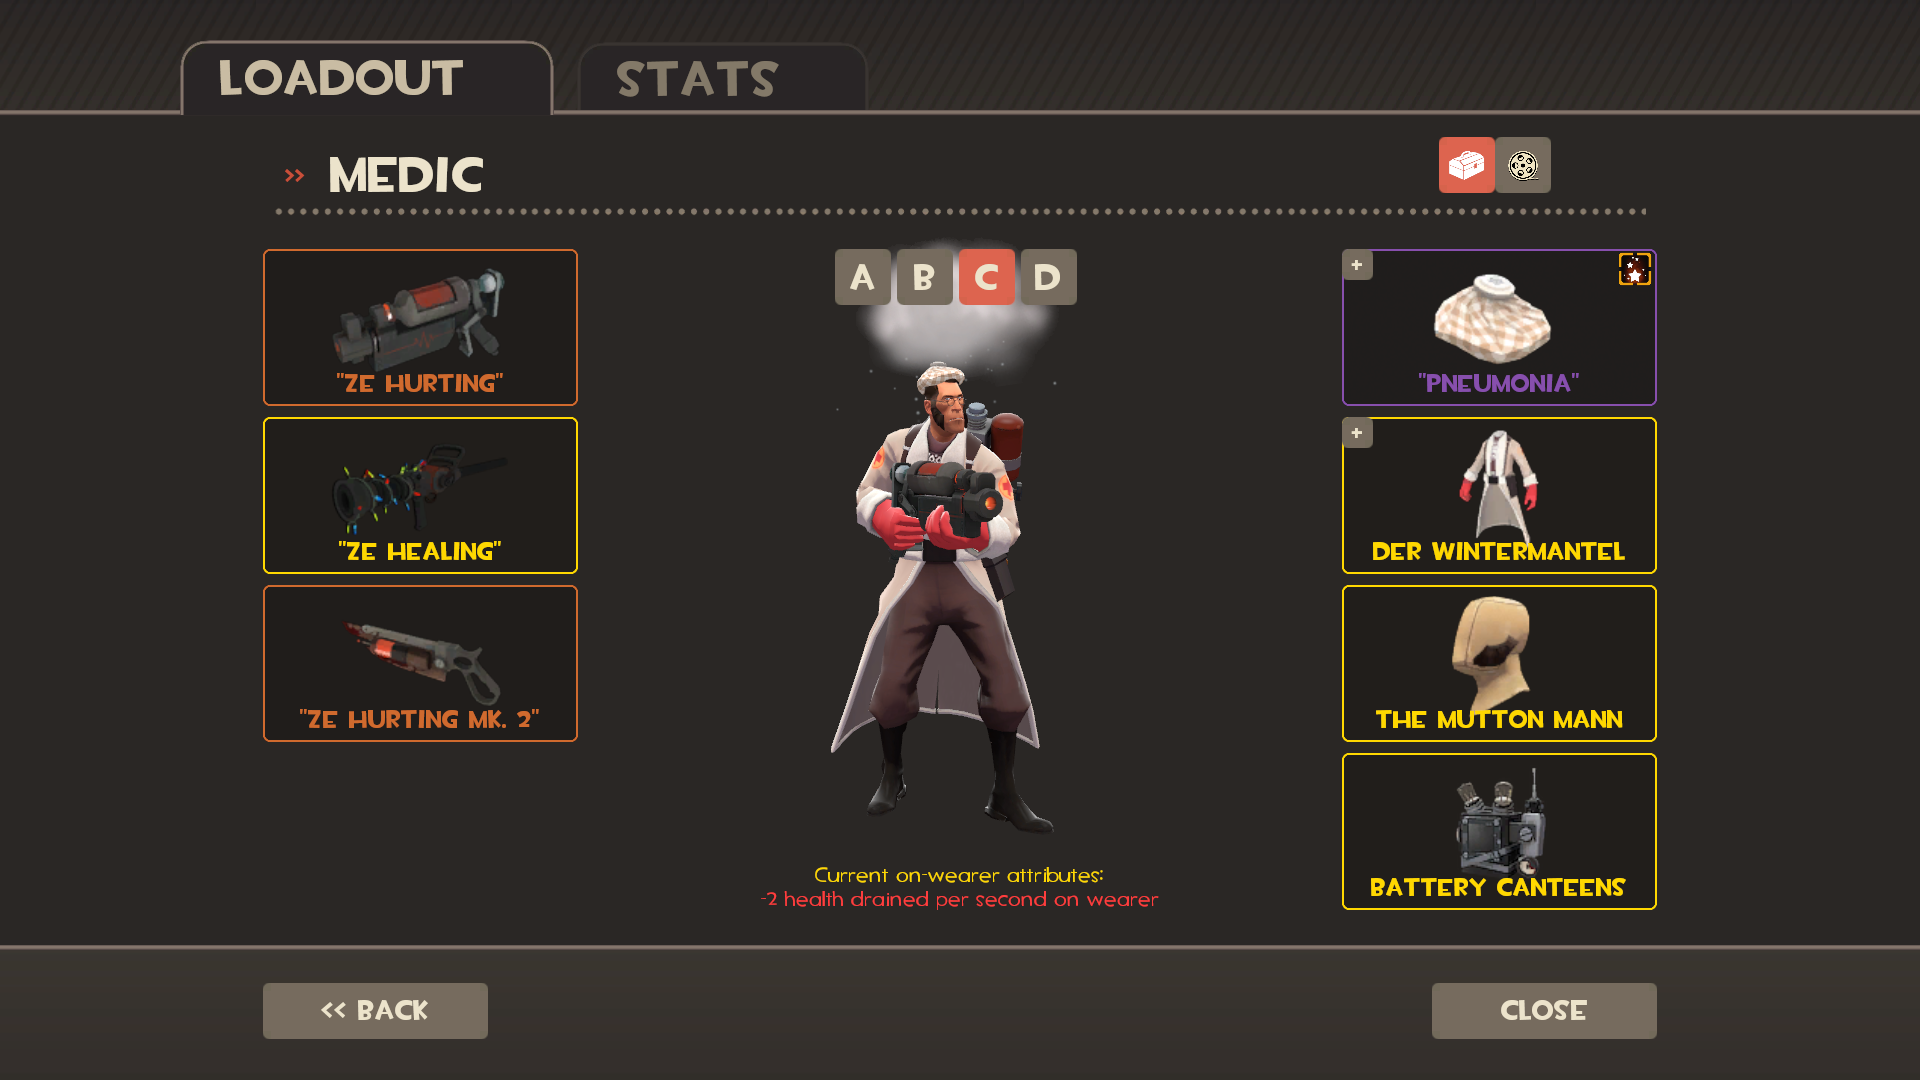 LOADOUT
STATS
>> MEDIC
A B C D
"ZE HURTING"
"ZE HEALING"
"ZE HURTING MK. 2"
+
"PNEUMONIA"
+
DER WINTERMANTEL
THE MUTTON MANN
BATTERY CANTEENS
Current on-wearer attributes:
-2 health drained per second on wearer
<< BACK
CLOSE